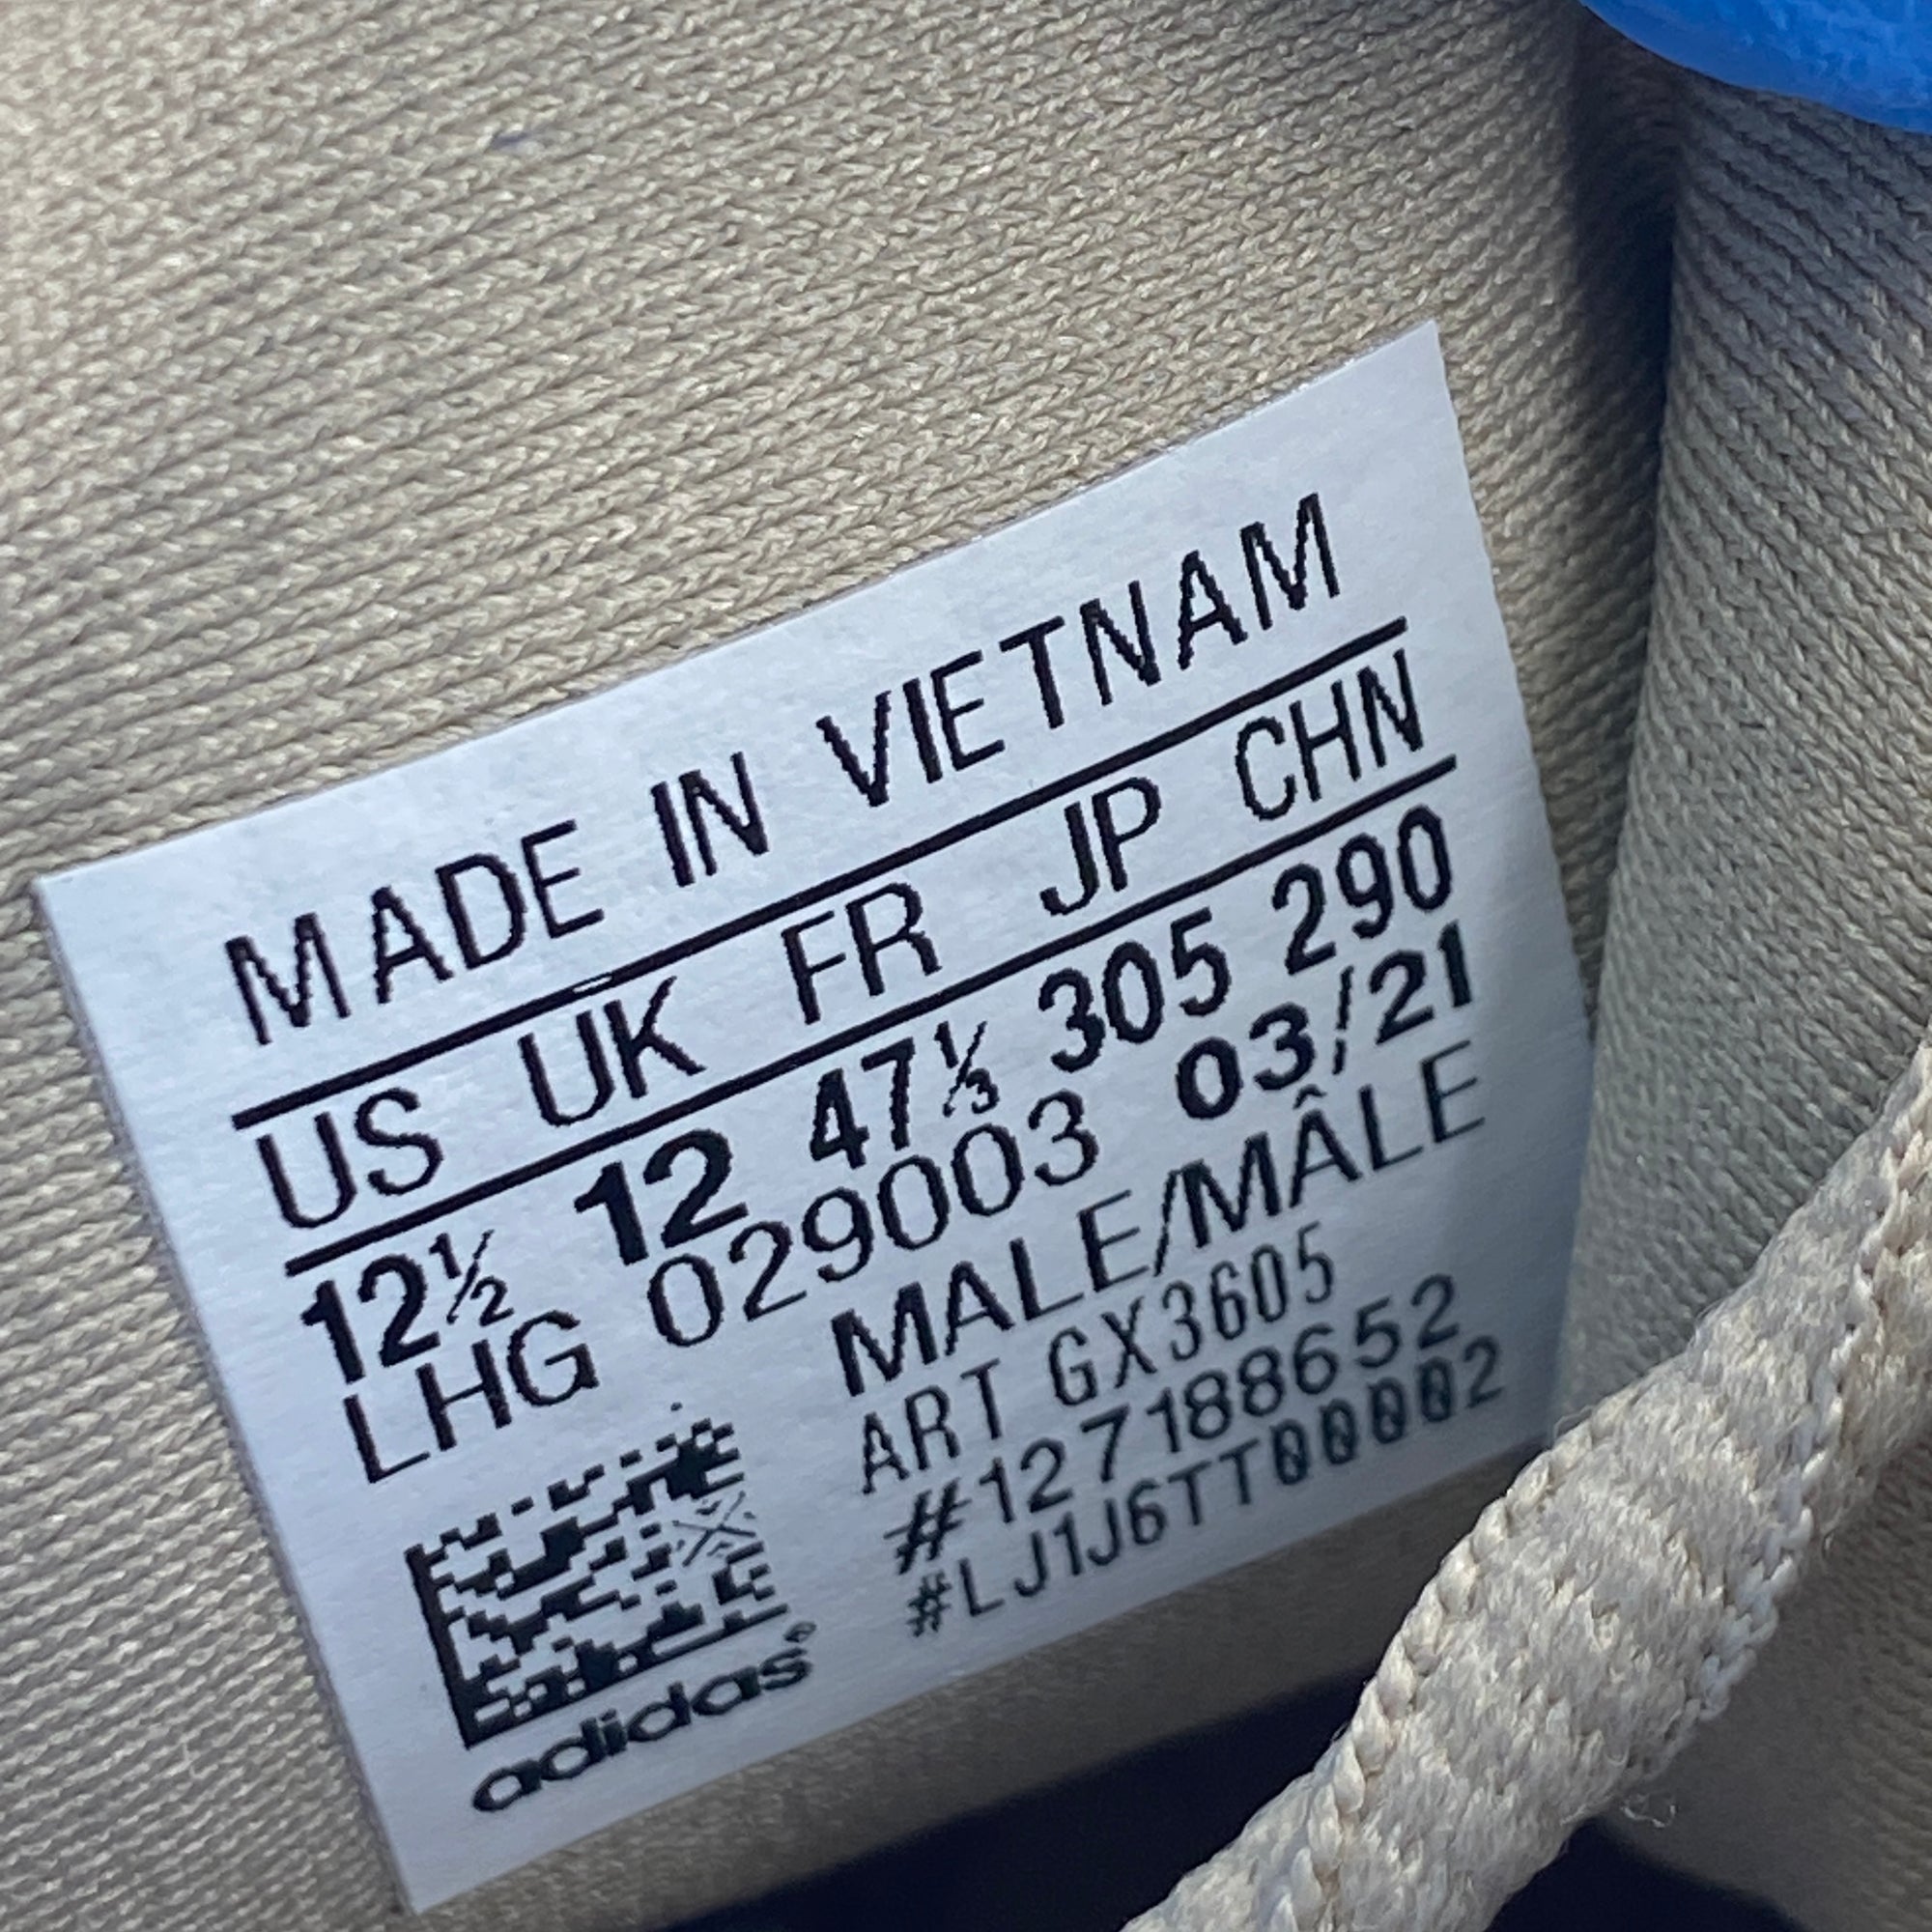 MADE IN VIETNAM
US UK FR JP CHN
12½ 12 47⅓ 305 290
LHG 029003 03/21
MALE/MÂLE
ART GX3605
#127188652
#LJ1J6TT00002
adidas®